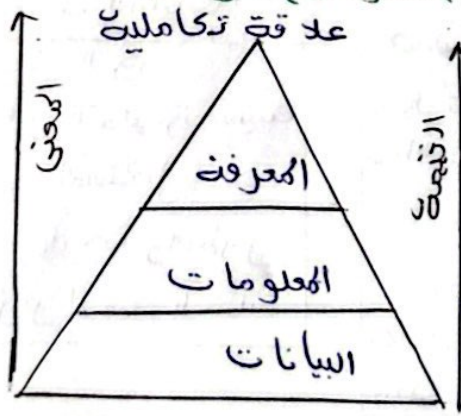 علاقة تكاملية
المعنى
القيمة
المعرفة
المعلومات
البيانات